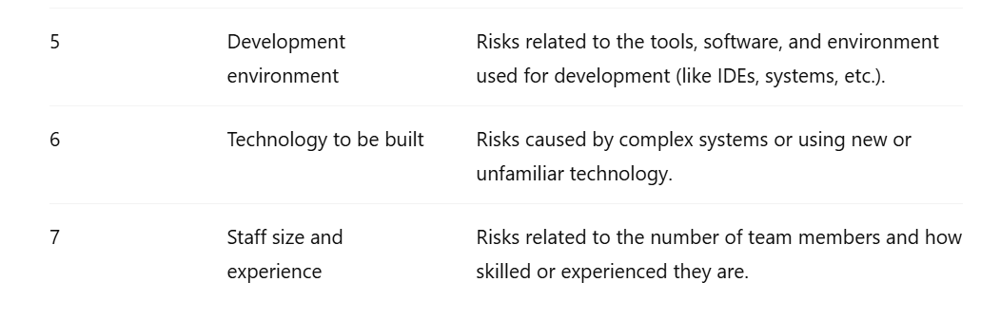 5 Development Risks related to the tools, software, and environment
environment used for development (like IDEs, systems, etc.).
6 Technology to be built Risks caused by complex systems or using new or
unfamiliar technology.
7 Staff size and Risks related to the number of team members and how
experience skilled or experienced they are.